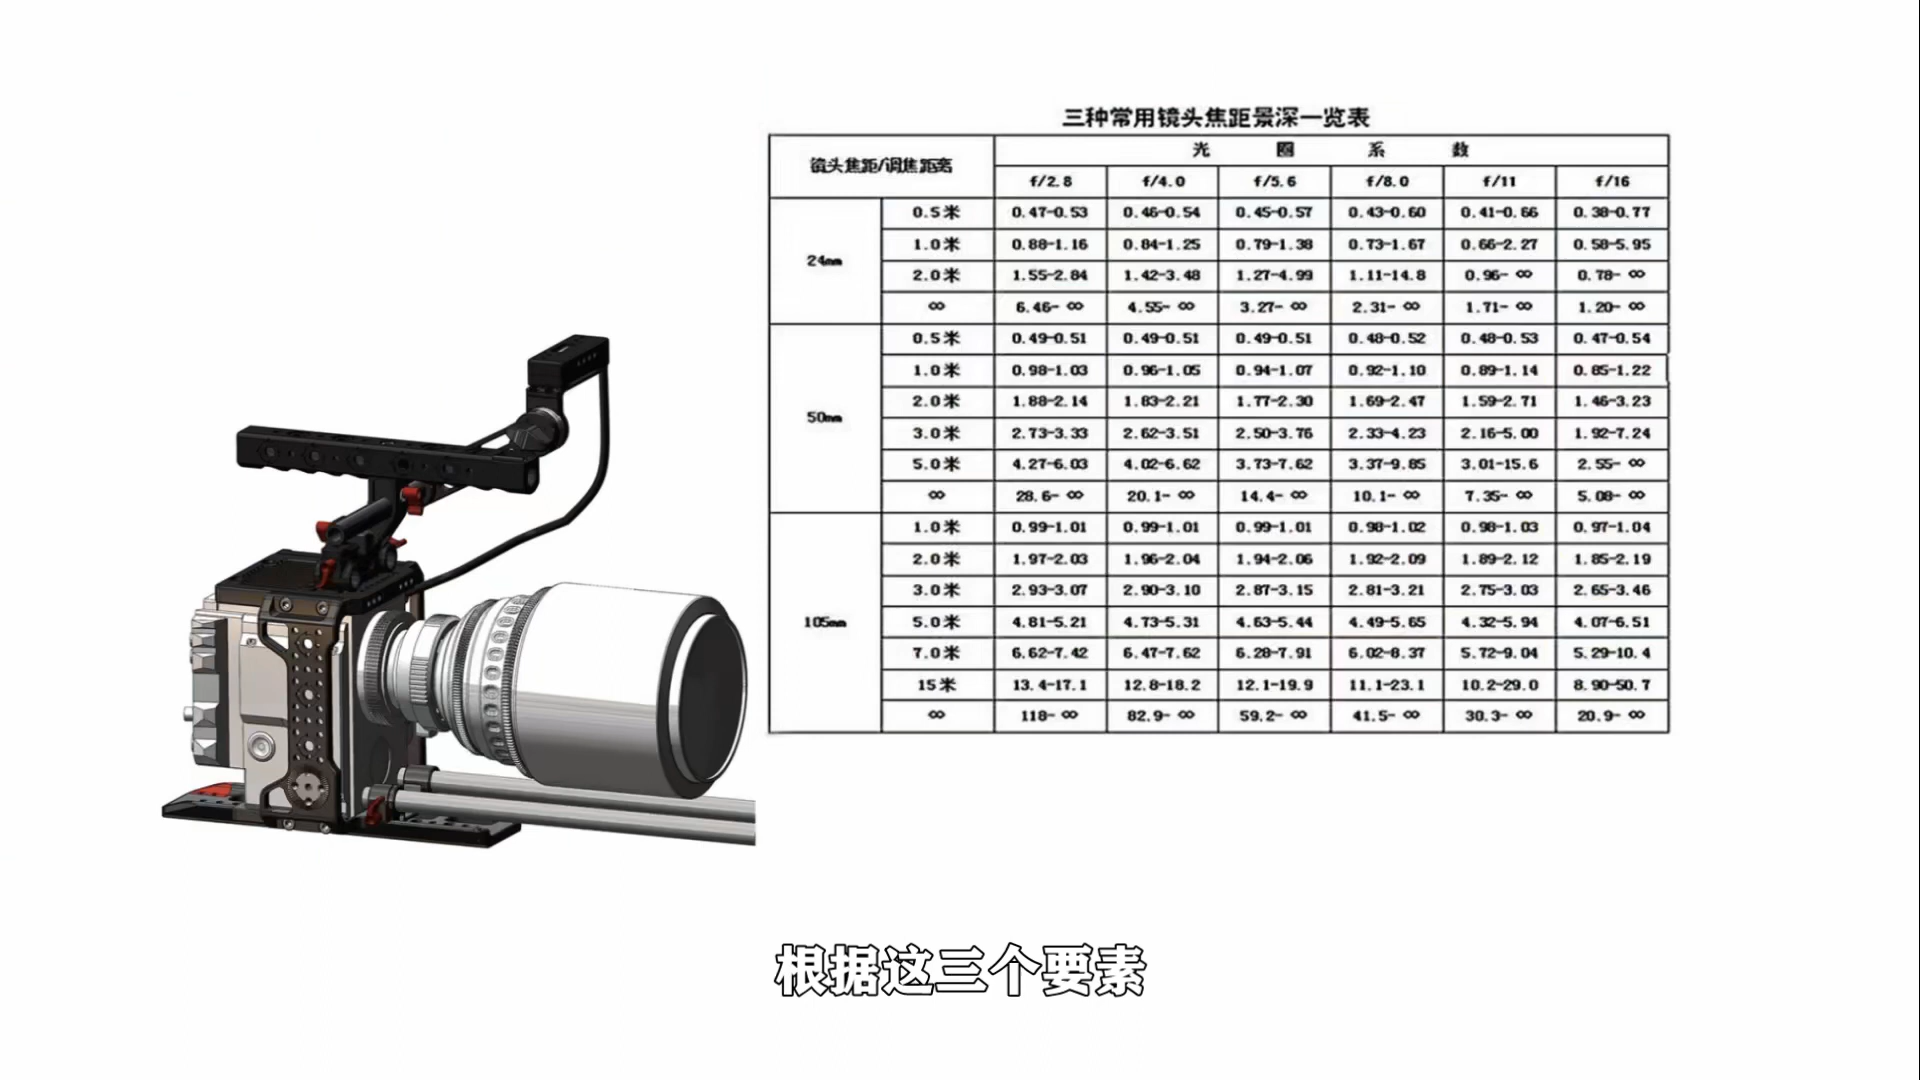 三种常用镜头焦距景深一览表
镜头焦距/调焦距离 光圈系数
f/2.8 f/4.0 f/5.6 f/8.0 f/11 f/16
24mm
0.5米 0.47-0.53 0.46-0.54 0.45-0.57 0.43-0.60 0.41-0.66 0.38-0.77
1.0米 0.88-1.16 0.84-1.25 0.79-1.38 0.73-1.67 0.66-2.27 0.58-5.95
2.0米 1.55-2.84 1.42-3.48 1.27-4.99 1.11-14.8 0.96-∞ 0.78-∞
∞ 6.46-∞ 4.55-∞ 3.27-∞ 2.31-∞ 1.71-∞ 1.20-∞
50mm
0.5米 0.49-0.51 0.49-0.51 0.49-0.51 0.48-0.52 0.48-0.53 0.47-0.54
1.0米 0.98-1.03 0.96-1.05 0.94-1.07 0.92-1.10 0.89-1.14 0.85-1.22
2.0米 1.88-2.14 1.83-2.21 1.77-2.30 1.69-2.47 1.59-2.71 1.46-3.23
3.0米 2.73-3.33 2.62-3.51 2.50-3.76 2.33-4.23 2.16-5.00 1.92-7.24
5.0米 4.27-6.03 4.02-6.62 3.73-7.62 3.37-9.85 3.01-15.6 2.55-∞
∞ 28.6-∞ 20.1-∞ 14.4-∞ 10.1-∞ 7.35-∞ 5.08-∞
105mm
1.0米 0.99-1.01 0.99-1.01 0.99-1.01 0.98-1.02 0.98-1.03 0.97-1.04
2.0米 1.97-2.03 1.96-2.04 1.94-2.06 1.92-2.09 1.89-2.12 1.85-2.19
3.0米 2.93-3.07 2.90-3.10 2.87-3.15 2.81-3.21 2.75-3.03 2.65-3.46
5.0米 4.81-5.21 4.73-5.31 4.63-5.44 4.49-5.65 4.32-5.94 4.07-6.51
7.0米 6.62-7.42 6.47-7.62 6.28-7.91 6.02-8.37 5.72-9.04 5.29-10.4
15米 13.4-17.1 12.8-18.2 12.1-19.9 11.1-23.1 10.2-29.0 8.90-50.7
∞ 118-∞ 82.9-∞ 59.2-∞ 41.5-∞ 30.3-∞ 20.9-∞
根据这三个要素